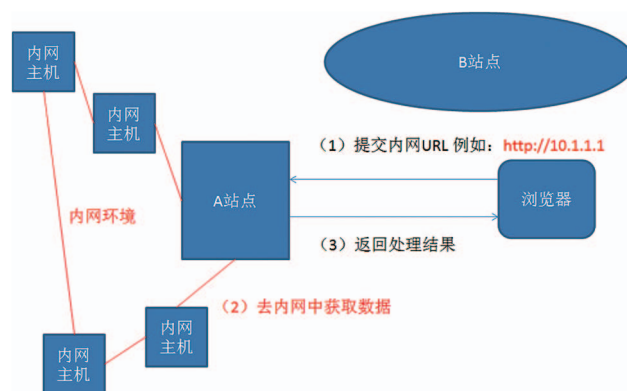 内网
主机
B站点
内网
主机
（1）提交内网URL 例如：http://10.1.1.1
A站点
浏览器
内网环境
（3）返回处理结果
（2）去内网中获取数据
内网
主机
内网
主机